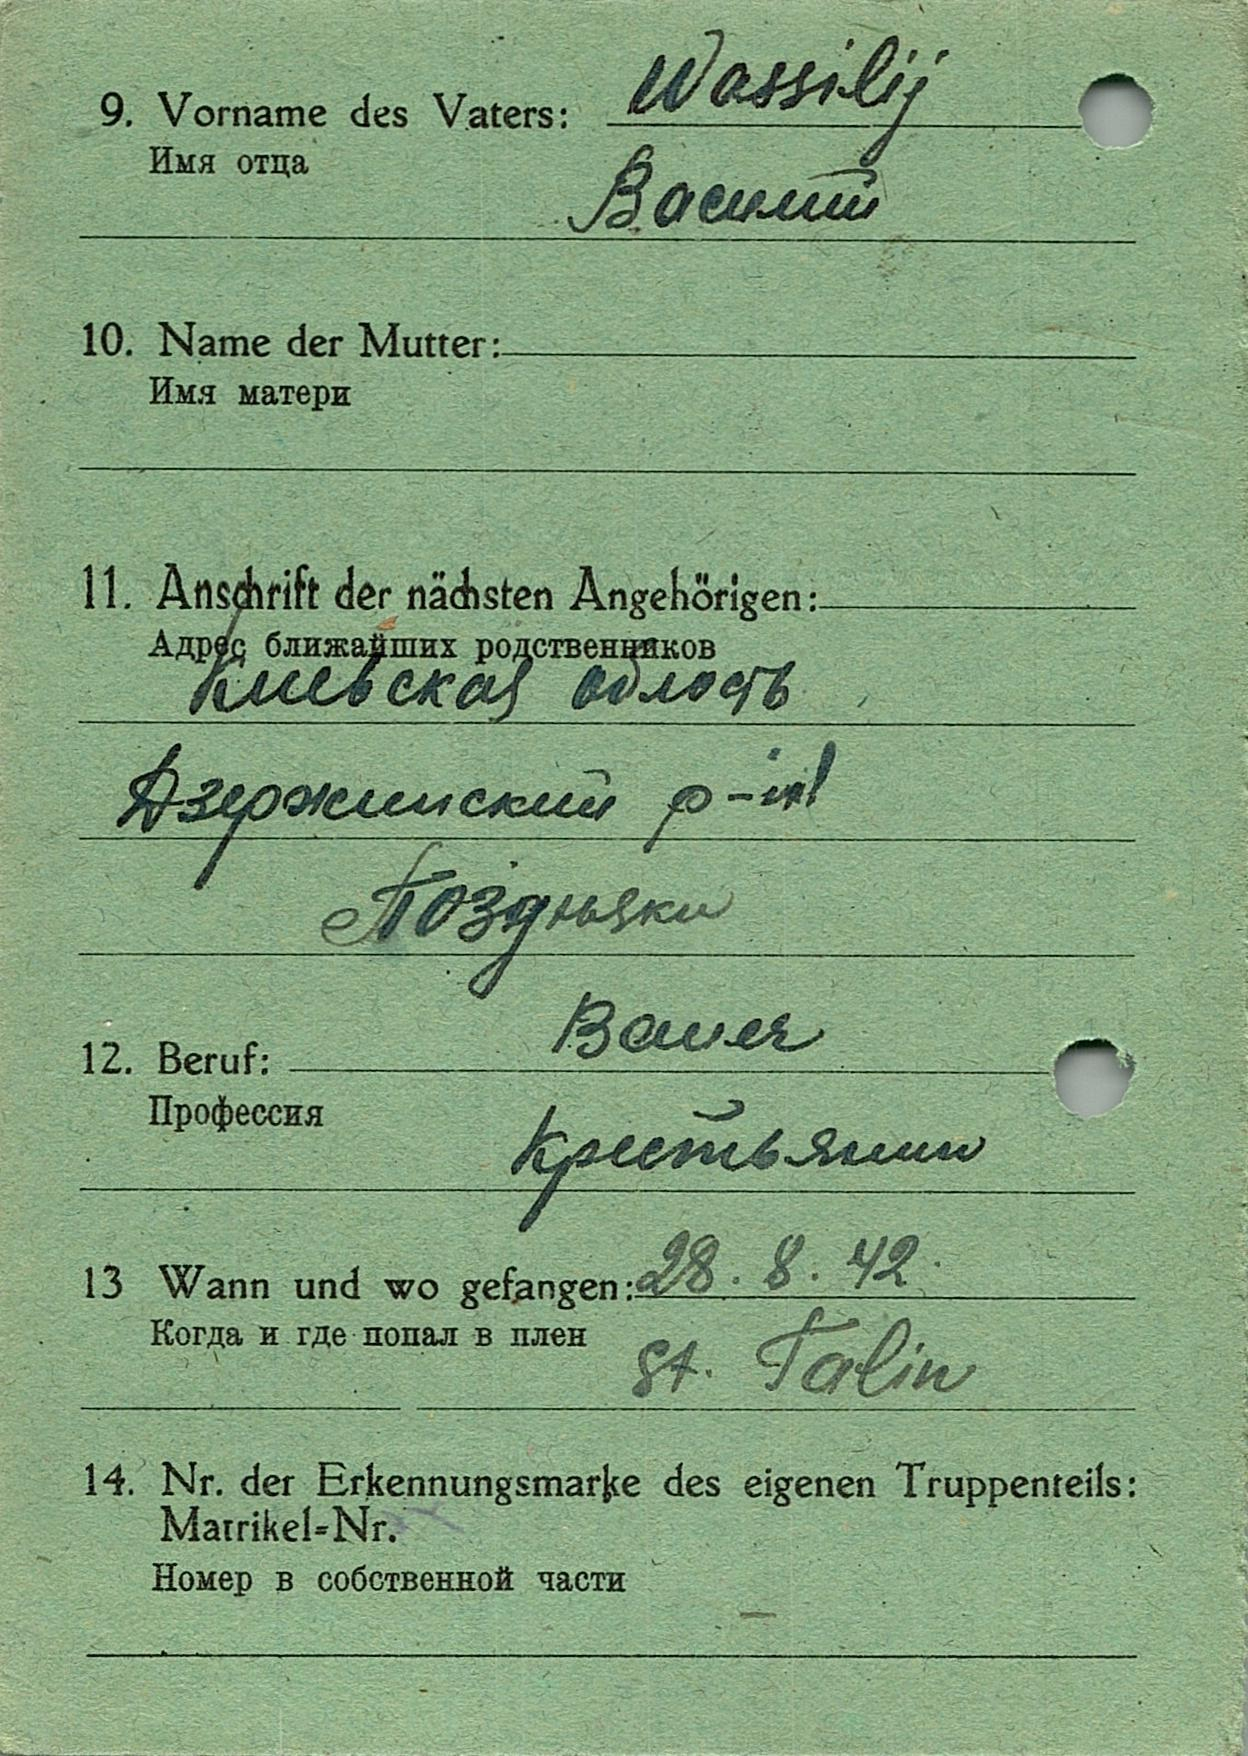 9. Vorname des Vaters: Wassilij
Имя отца
Василий
10. Name der Mutter:
Имя матери
11. Anschrift der nächsten Angehörigen:
Адрес ближайших родственников
Киевская облость
Дзержинский р-н
Поздньяки
Bauer
12. Beruf:
Профессия
Крестьянин
13 Wann und wo gefangen: 28. 8. 42.
Когда и где попал в плен
St. Talin
14. Nr. der Erkennungsmarke des eigenen Truppenteils:
Matrikel=Nr.
Номер в собственной части
—